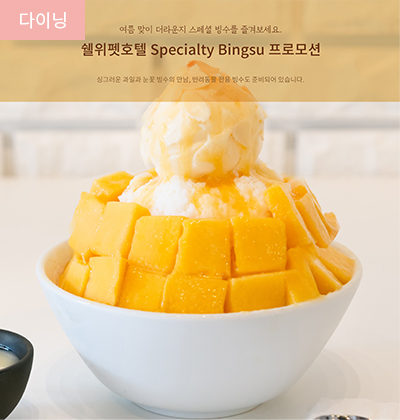 다이닝
여름 맞이 더라운지 스페셜 빙수를 즐겨보세요.
쉘위펫호텔 Specialty Bingsu 프로모션
싱그러운 과일과 눈꽃 빙수의 만남, 반려동물 전용 빙수도 준비되어 있습니다.